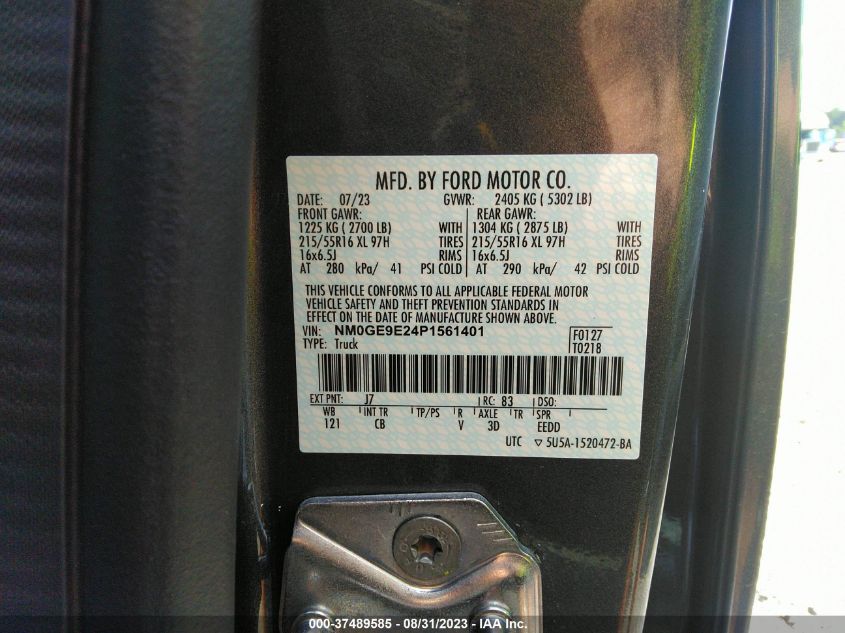 MFD. BY FORD MOTOR CO.
DATE: 07/23 GVWR: 2405 KG ( 5302 LB)
FRONT GAWR: REAR GAWR:
1225 KG ( 2700 LB) WITH 1304 KG ( 2875 LB) WITH
215/55R16 XL 97H TIRES 215/55R16 XL 97H TIRES
16x6.5J RIMS 16x6.5J RIMS
AT 280 kPa/ 41 PSI COLD AT 290 kPa/ 42 PSI COLD
THIS VEHICLE CONFORMS TO ALL APPLICABLE FEDERAL MOTOR
VEHICLE SAFETY AND THEFT PREVENTION STANDARDS IN
EFFECT ON THE DATE OF MANUFACTURE SHOWN ABOVE.
VIN: NM0GE9E24P1561401 F0127
TYPE: Truck T0218
EXT PNT: J7 RC: 83 DSO:
WB INT TR TP/PS R AXLE TR SPR
121 CB V 3D EEDD
UTC ▽ 5U5A-1520472-BA
000-37489585 - 08/31/2023 - IAA Inc.